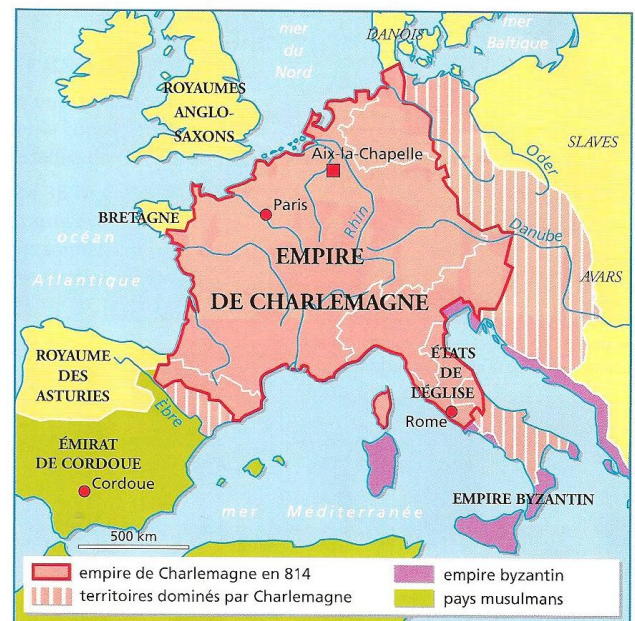 mer
du
Nord
DANOIS
mer
Baltique
ROYAUMES
ANGLO-
SAXONS
SLAVES
Oder
Aix-la-Chapelle
Paris
Rhin
BRETAGNE
Danube
océan
Atlantique
EMPIRE
DE CHARLEMAGNE
AVARS
ROYAUME
DES
ASTURIES
ÉTATS
DE
L'ÉGLISE
Rome
Èbre
ÉMIRAT
DE CORDOUE
Cordoue
EMPIRE BYZANTIN
mer Méditerranée
500 km
empire de Charlemagne en 814
territoires dominés par Charlemagne
empire byzantin
pays musulmans